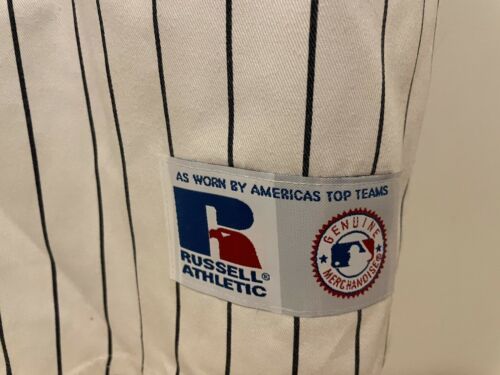 AS WORN BY AMERICAS TOP TEAMS
R
RUSSELL®
ATHLETIC
GENUINE
MERCHANDISE®